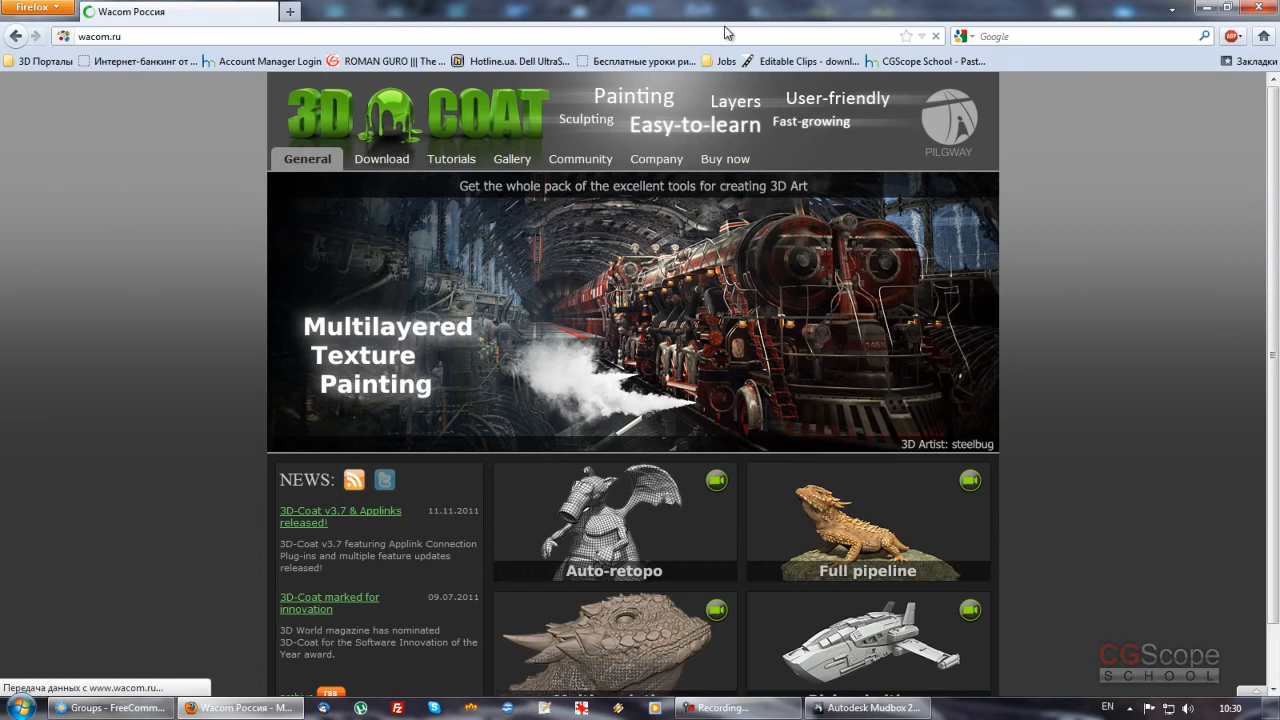 Firefox
Wacom Россия
wacom.ru
Google
3D Порталы
Интернет-банкинг от ...
Account Manager Login
ROMAN GURO ||| The ...
Hotline.ua. Dell UltraS...
Бесплатные уроки ри...
Jobs
Editable Clips - downl...
CGScope School - Past...
Закладки
3D COAT
Painting
Layers
User-friendly
Sculpting
Easy-to-learn
Fast-growing
PILGWAY
General
Download
Tutorials
Gallery
Community
Company
Buy now
Get the whole pack of the excellent tools for creating 3D Art
Multilayered
Texture
Painting
3D Artist: steelbug
NEWS:
3D-Coat v3.7 & Applinks
released!
11.11.2011
3D-Coat v3.7 featuring Applink Connection
Plug-ins and multiple feature updates
released!
3D-Coat marked for
innovation
09.07.2011
3D World magazine has nominated
3D-Coat for the Software Innovation of the
Year award.
rss
Auto-retopo
Full pipeline
CGScope
SCHOOL
Передача данных с www.wacom.ru...
Groups - FreeComm...
Wacom Россия - M...
Recording...
Autodesk Mudbox 2...
EN
10:30